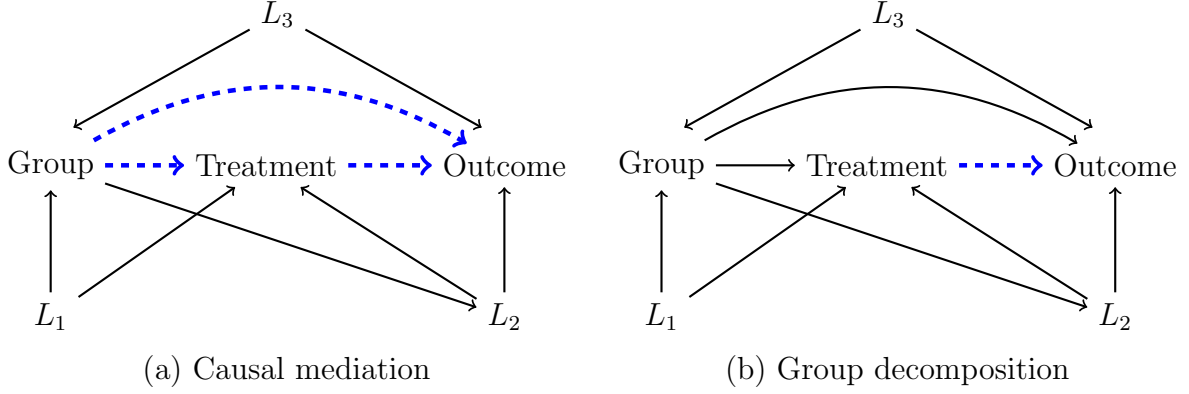 L₃ L₃
Group Treatment Outcome Group Treatment Outcome
L₁ L₂ L₁ L₂
(a) Causal mediation (b) Group decomposition